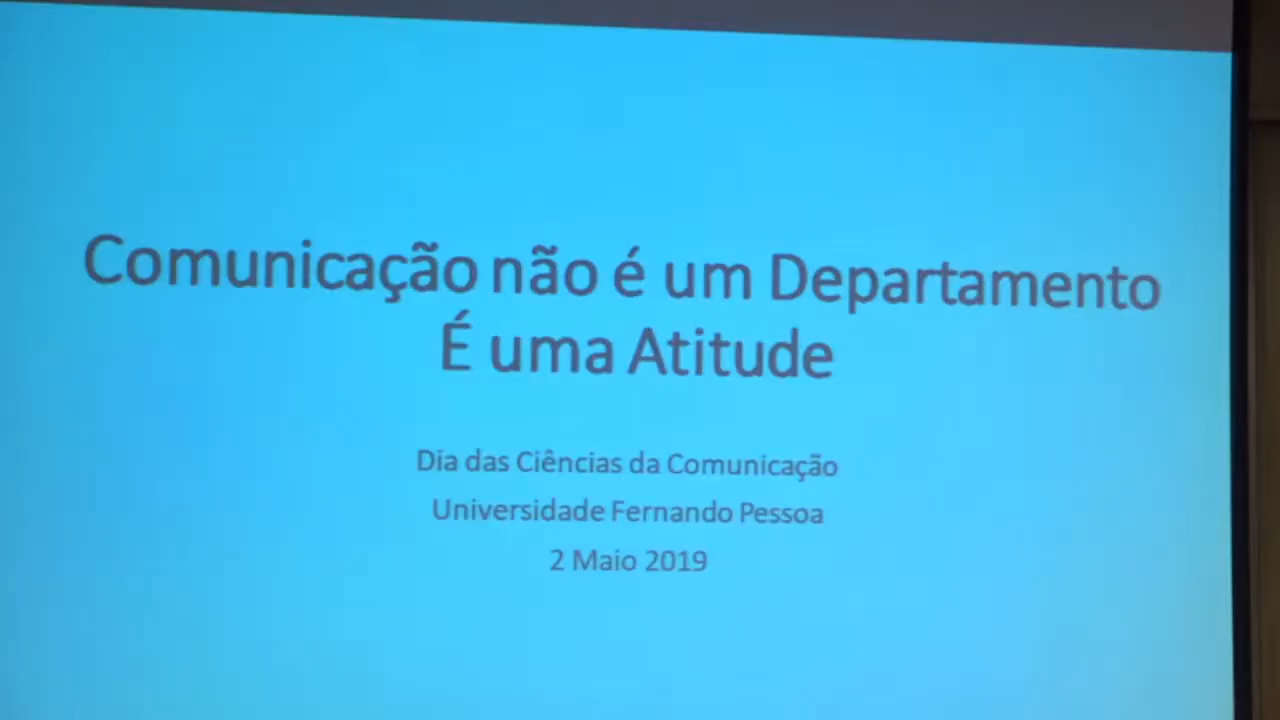 Comunicação não é um Departamento
É uma Atitude
Dia das Ciências da Comunicação
Universidade Fernando Pessoa
2 Maio 2019